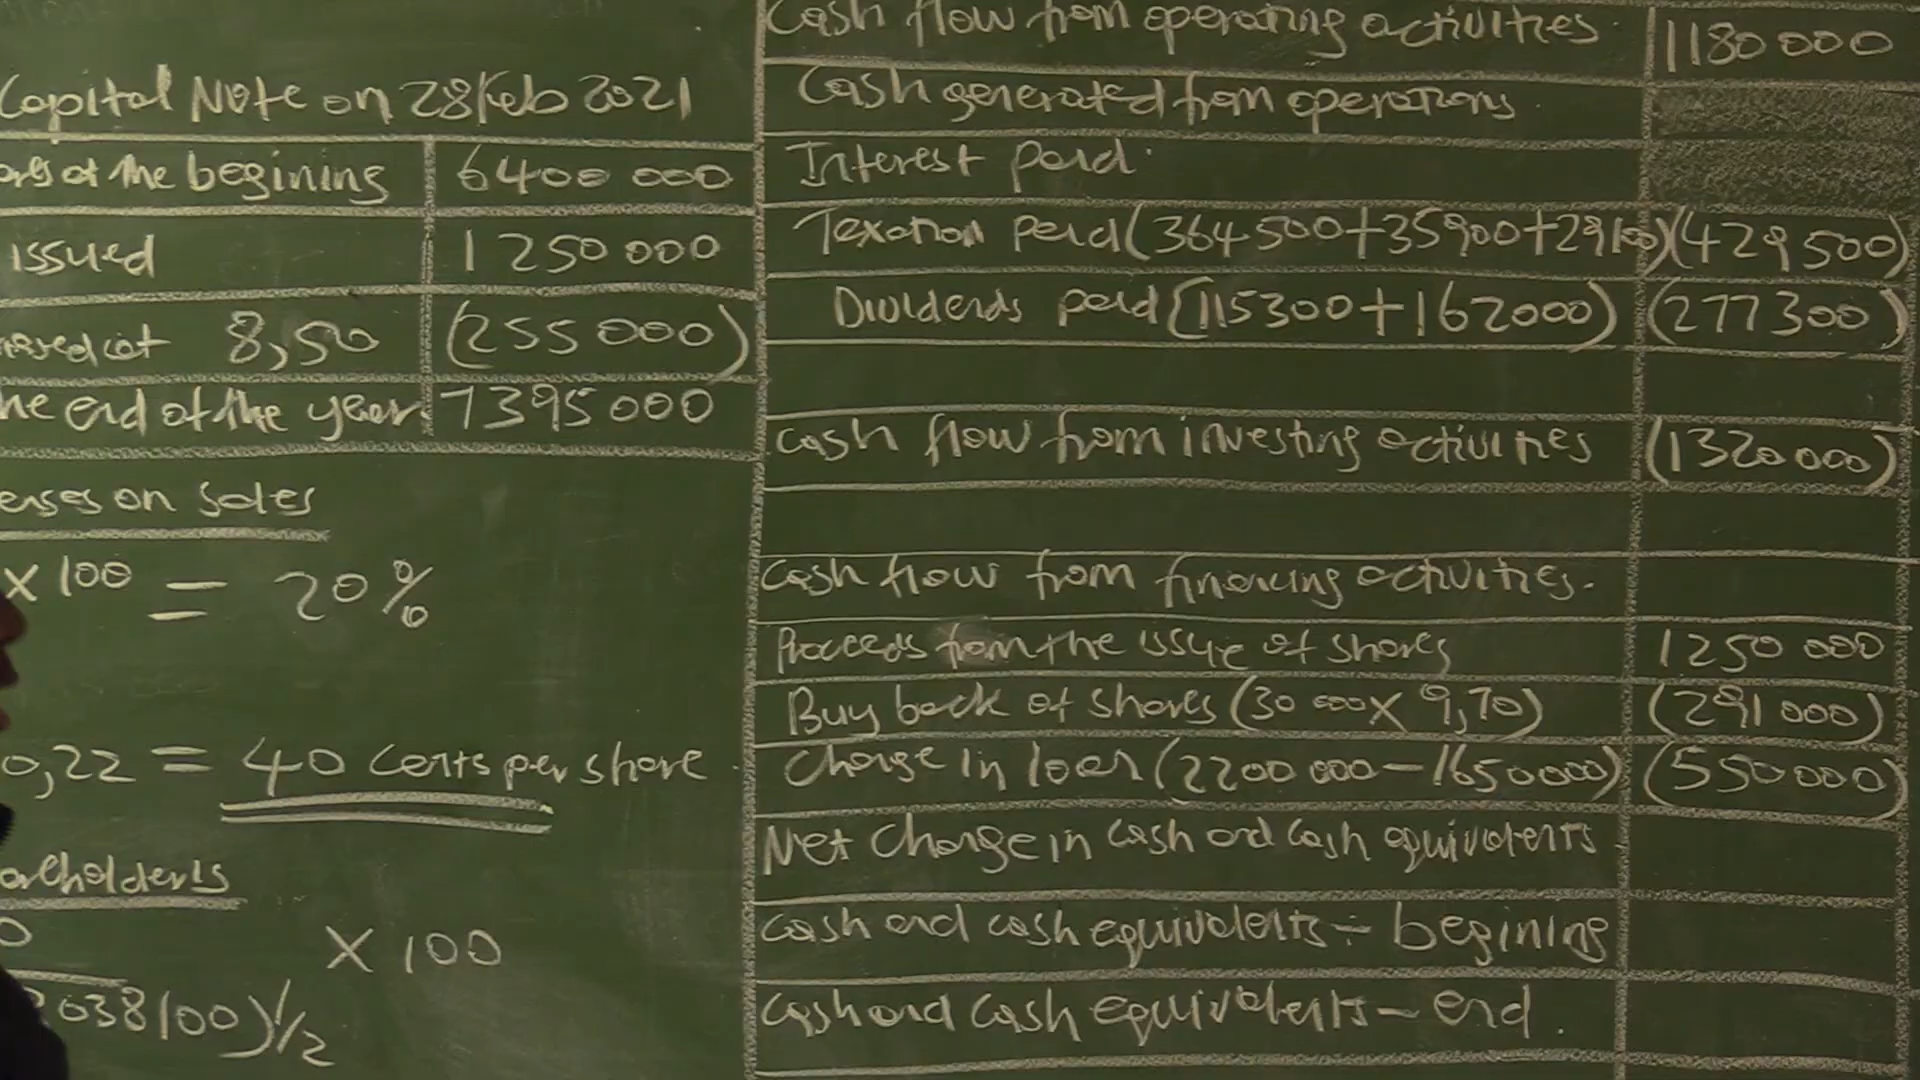 Capital Note on 28 Feb 2021
at the begining 6400 000
issued 1 250 000
8,50 (255 000)
the end of the year 7395 000
enses on sales
x 100 = 20%
0,22 = 40 cents per share
areholders
0
x 100
038100) 1/2
Cash flow from operating activities 1180 000
Cash generated from operations
Interest paid
Taxation paid (364 500+35900+29100) (429 500)
Dividends paid (115300+162000) (277300)
Cash flow from investing activities (1320 000)
Cash flow from financing activities.
Proceeds from the issue of shares 1250 000
Buy back of shares (30 000 x 9,70) (291 000)
Change in loan (2200 000 - 1650000) (550 000)
Net change in cash and cash equivalents
Cash and cash equivalents - begining
Cash and cash equivalents - end.